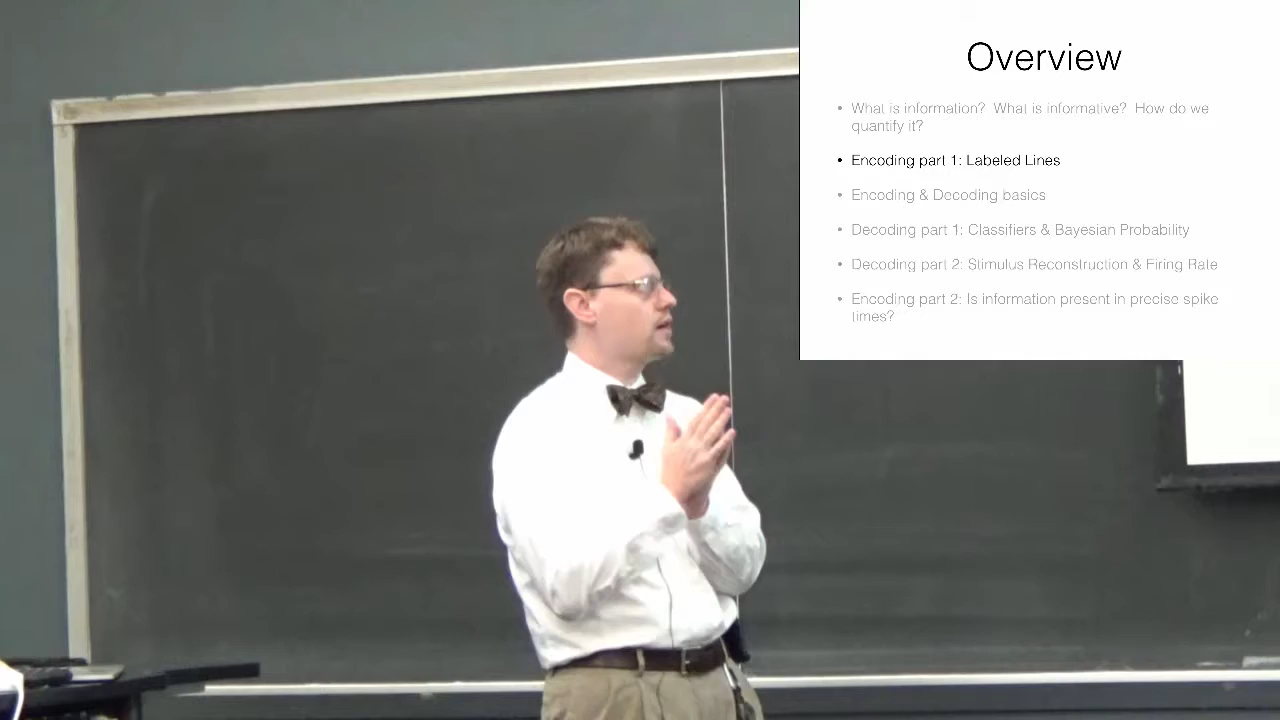 Overview
• What is information? What is informative? How do we
quantify it?
• Encoding part 1: Labeled Lines
• Encoding & Decoding basics
• Decoding part 1: Classifiers & Bayesian Probability
• Decoding part 2: Stimulus Reconstruction & Firing Rate
• Encoding part 2: Is information present in precise spike
times?